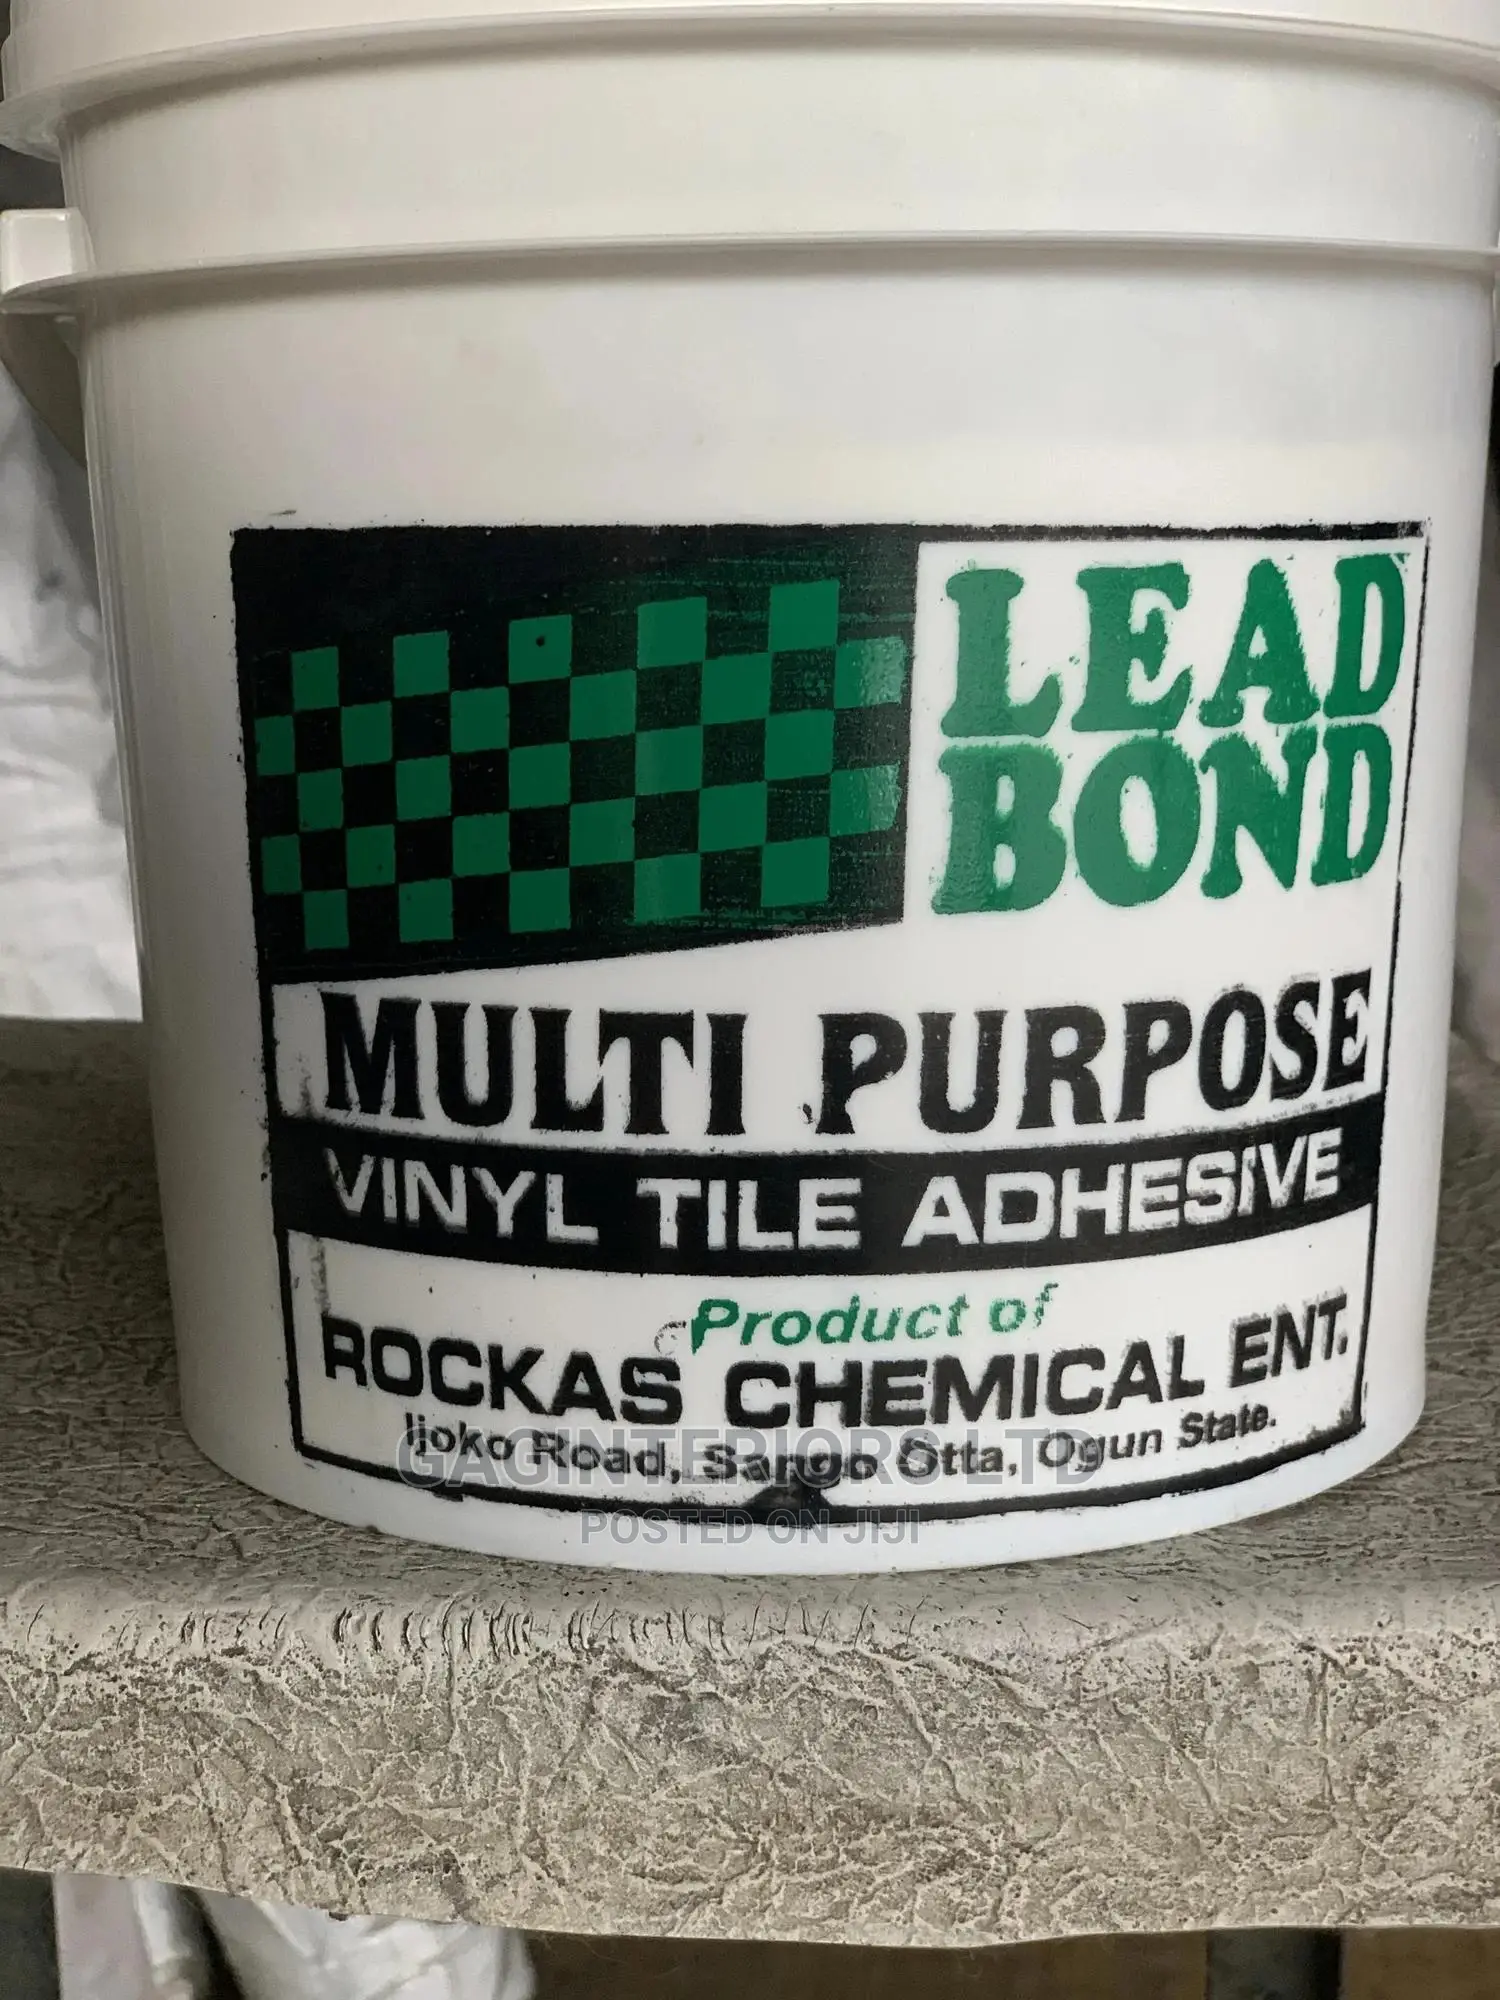 LEAD
BOND
MULTI PURPOSE
VINYL TILE ADHESIVE
Product of
ROCKAS CHEMICAL ENT.
Ijoko Road, Sango Otta, Ogun State.
GAGINTERIORS LTD
POSTED ON JIJI